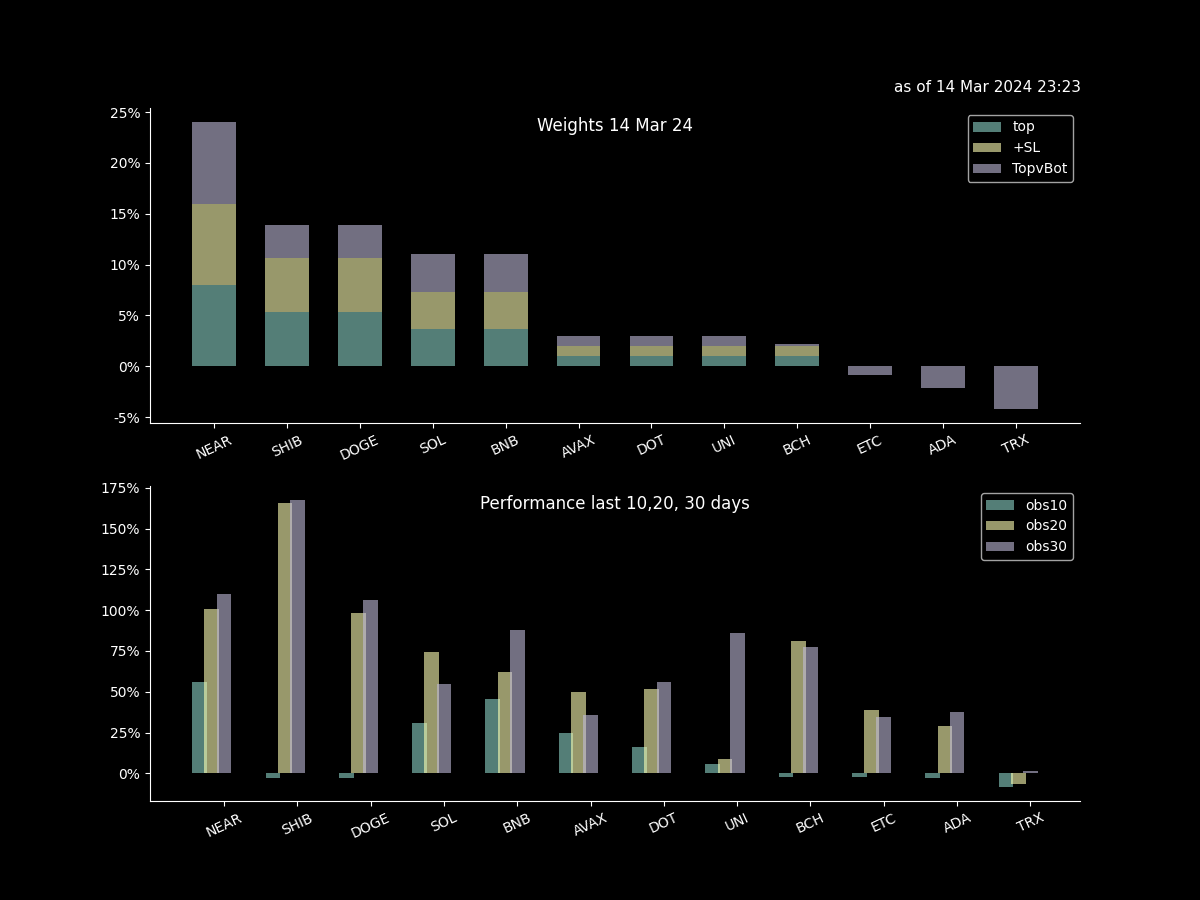 as of 14 Mar 2024 23:23
Weights 14 Mar 24
top
+SL
TopvBot
25%
20%
15%
10%
5%
0%
-5%
NEAR SHIB DOGE SOL BNB AVAX DOT UNI BCH ETC ADA TRX
Performance last 10,20, 30 days
obs10
obs20
obs30
175%
150%
125%
100%
75%
50%
25%
0%
NEAR SHIB DOGE SOL BNB AVAX DOT UNI BCH ETC ADA TRX